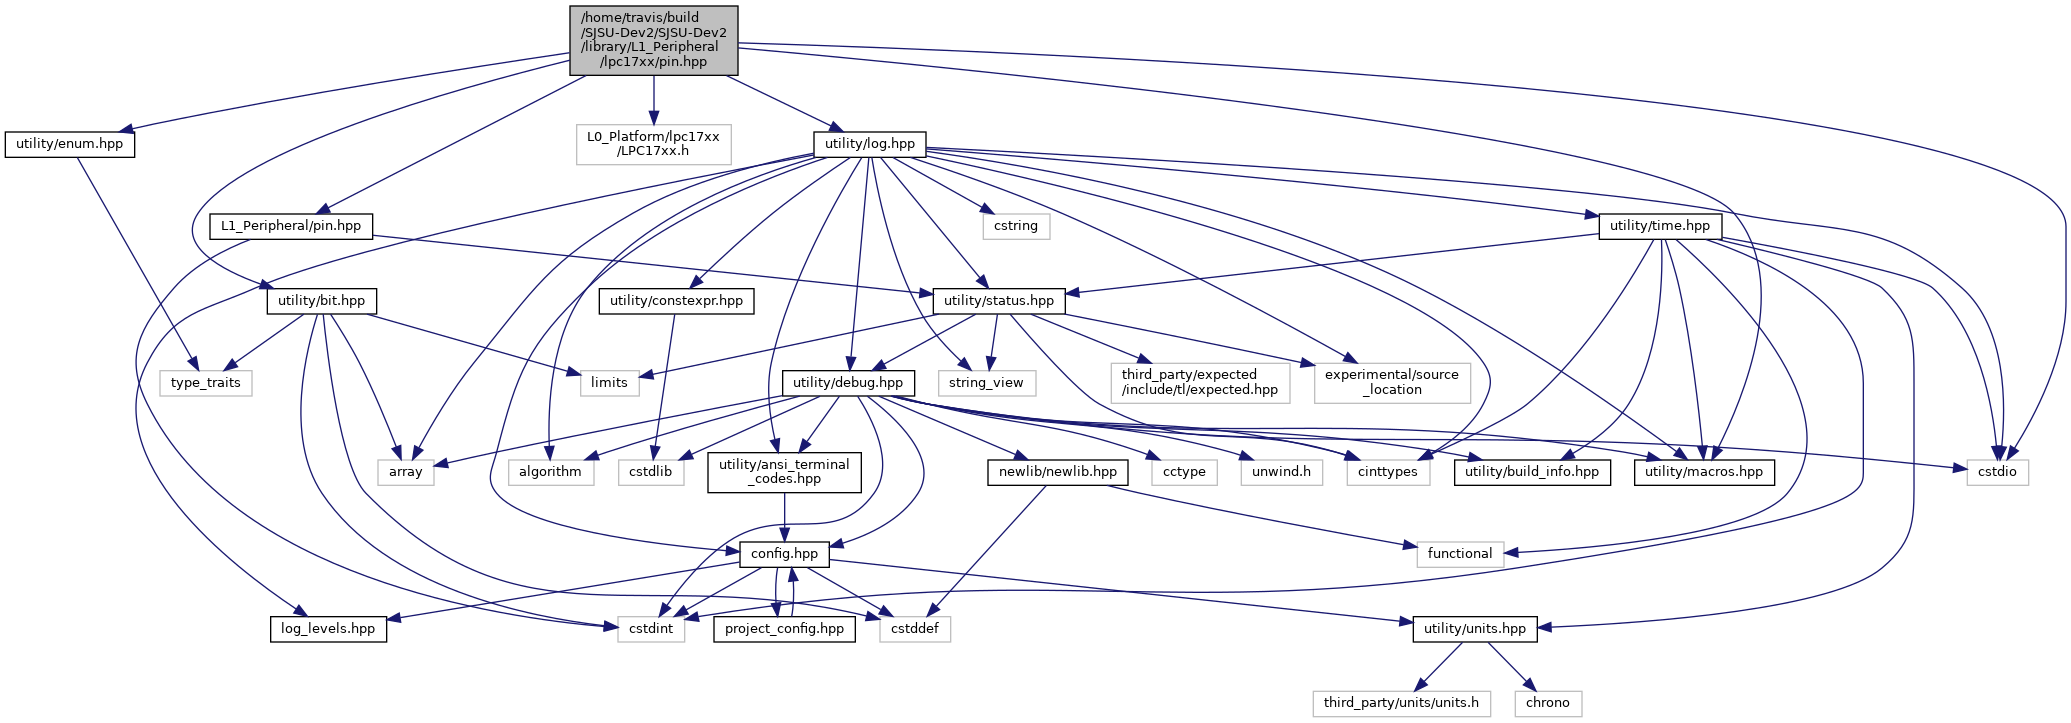 /home/travis/build
/SJSU-Dev2/SJSU-Dev2
/library/L1_Peripheral
/lpc17xx/pin.hpp
utility/enum.hpp
L0_Platform/lpc17xx
/LPC17xx.h
utility/log.hpp
L1_Peripheral/pin.hpp
cstring
utility/time.hpp
utility/bit.hpp
utility/constexpr.hpp
utility/status.hpp
type_traits
limits
utility/debug.hpp
string_view
third_party/expected
/include/tl/expected.hpp
experimental/source
_location
array
algorithm
cstdlib
utility/ansi_terminal
_codes.hpp
newlib/newlib.hpp
cctype
unwind.h
cinttypes
utility/build_info.hpp
utility/macros.hpp
cstdio
config.hpp
functional
log_levels.hpp
cstdint
project_config.hpp
cstddef
utility/units.hpp
third_party/units/units.h
chrono